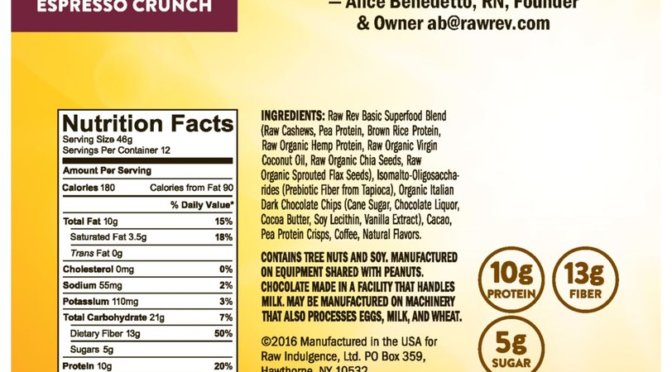 ESPRESSO CRUNCH
— Alice Benedetto, RN, Founder
& Owner ab@rawrev.com
Nutrition Facts
Serving Size 46g
Servings Per Container 12
Amount Per Serving
Calories 180 Calories from Fat 90
% Daily Value*
Total Fat 10g 15%
Saturated Fat 3.5g 18%
Trans Fat 0g
Cholesterol 0mg 0%
Sodium 55mg 2%
Potassium 110mg 3%
Total Carbohydrate 21g 7%
Dietary Fiber 13g 50%
Sugars 5g
Protein 10g 20%
INGREDIENTS: Raw Rev Basic Superfood Blend
(Raw Cashews, Pea Protein, Brown Rice Protein,
Raw Organic Hemp Protein, Raw Organic Virgin
Coconut Oil, Raw Organic Chia Seeds, Raw
Organic Sprouted Flax Seeds), Isomalto-Oligosaccha-
rides (Prebiotic Fiber from Tapioca), Organic Italian
Dark Chocolate Chips (Cane Sugar, Chocolate Liquor,
Cocoa Butter, Soy Lecithin, Vanilla Extract), Cacao,
Pea Protein Crisps, Coffee, Natural Flavors.
CONTAINS TREE NUTS AND SOY. MANUFACTURED
ON EQUIPMENT SHARED WITH PEANUTS.
CHOCOLATE MADE IN A FACILITY THAT HANDLES
MILK. MAY BE MANUFACTURED ON MACHINERY
THAT ALSO PROCESSES EGGS, MILK, AND WHEAT.
©2016 Manufactured in the USA for
Raw Indulgence, Ltd. PO Box 359,
Hawthorne, NY 10532
10g
PROTEIN
13g
FIBER
5g
SUGAR